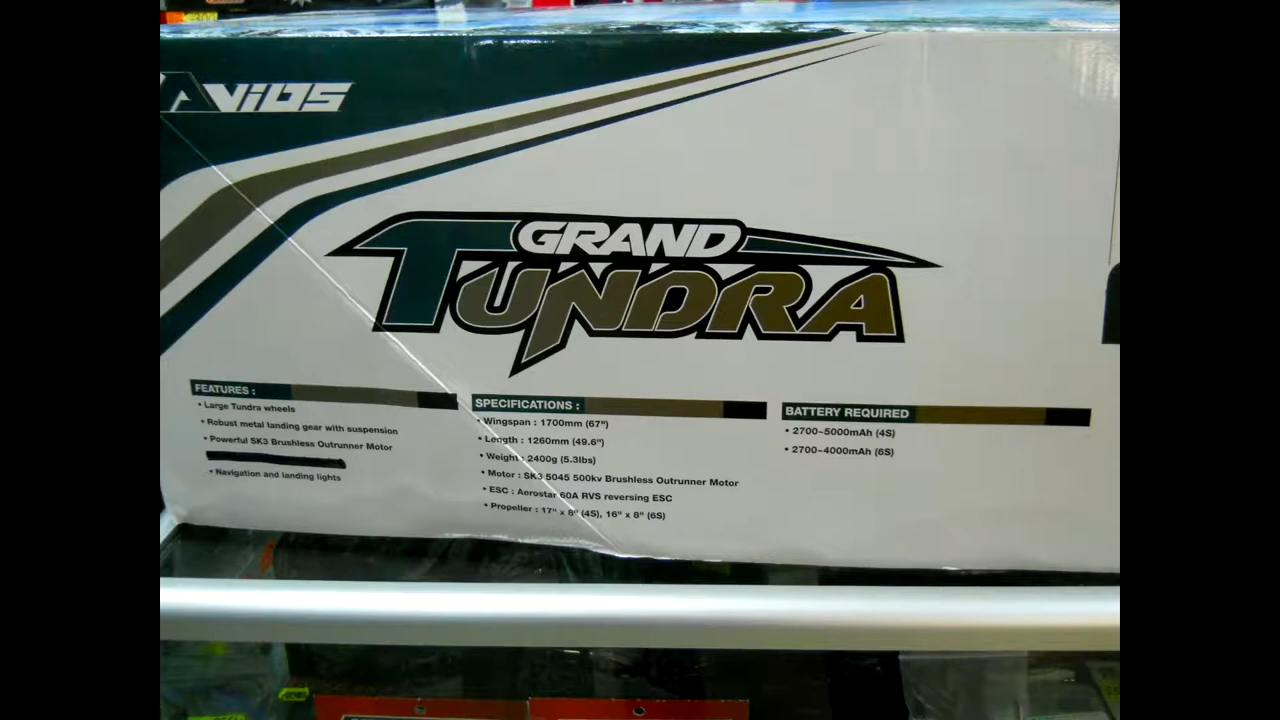 AViOS
GRAND
TUNDRA
FEATURES :
• Large Tundra wheels
• Robust metal landing gear with suspension
• Powerful SK3 Brushless Outrunner Motor
• Navigation and landing lights
SPECIFICATIONS :
• Wingspan : 1700mm (67")
• Length : 1260mm (49.6")
• Weight : 2400g (5.3lbs)
• Motor : SK3 5045 500kv Brushless Outrunner Motor
• ESC : Aerostar 60A RVS reversing ESC
• Propeller : 17" x 8" (4S), 16" x 8" (6S)
BATTERY REQUIRED
• 2700~5000mAh (4S)
• 2700~4000mAh (6S)